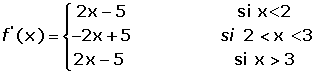 2x − 5 si x<2
f'(x) = { −2x + 5 si 2 < x <3
2x − 5 si x > 3